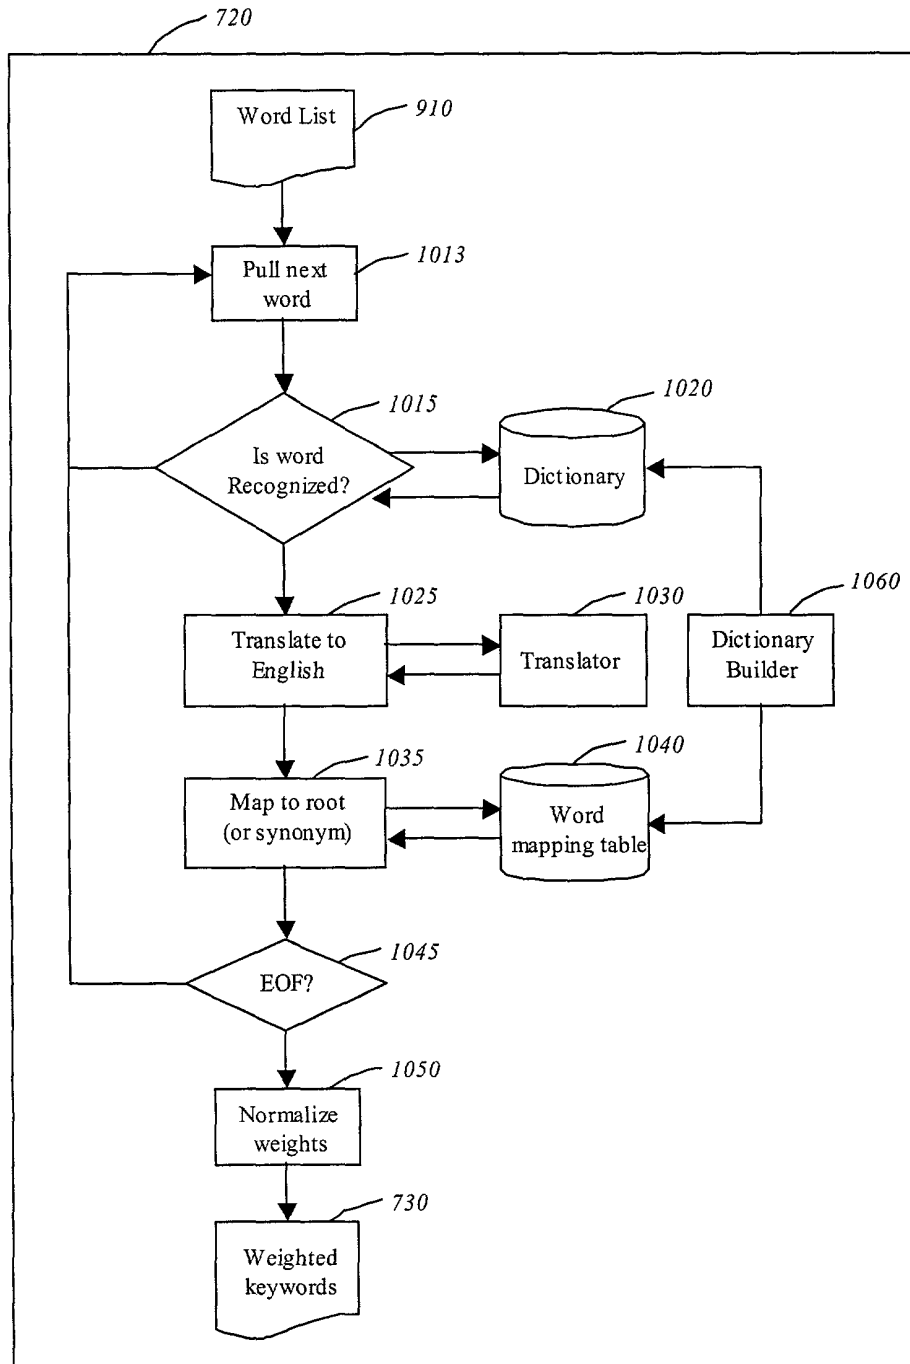 720
Word List
910
Pull next
word
1013
Is word
Recognized?
1015
1020
Dictionary
Translate to
English
1025
1030
Translator
1060
Dictionary
Builder
Map to root
(or synonym)
1035
1040
Word
mapping table
EOF?
1045
Normalize
weights
1050
Weighted
keywords
730